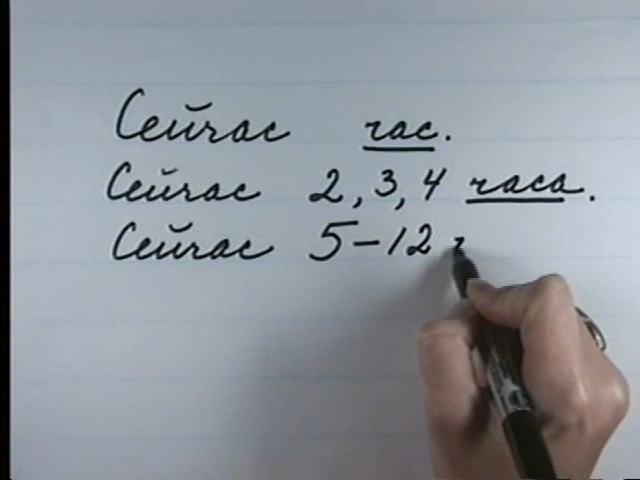 Сейчас час.
Сейчас 2, 3, 4 часа.
Сейчас 5-12